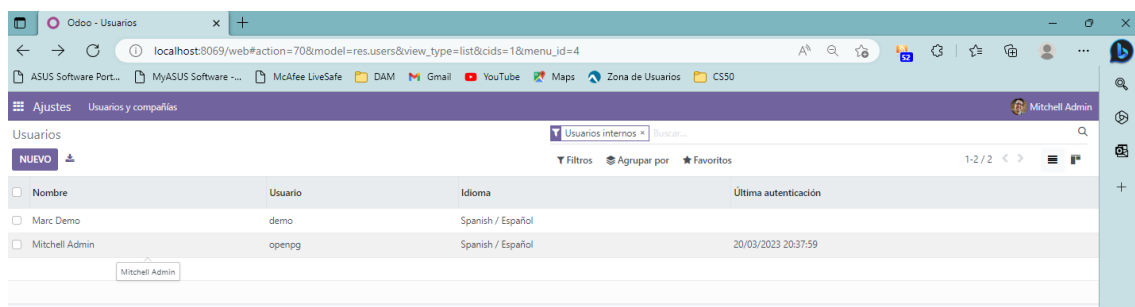 Odoo - Usuarios
localhost:8069/web#action=70&model=res.users&view_type=list&cids=1&menu_id=4
52
ASUS Software Port... MyASUS Software -... McAfee LiveSafe DAM Gmail YouTube Maps Zona de Usuarios CS50
Ajustes Usuarios y compañías Mitchell Admin
Usuarios Usuarios internos × Buscar...
NUEVO Filtros Agrupar por Favoritos 1-2 / 2
Nombre Usuario Idioma Última autenticación
Marc Demo demo Spanish / Español
Mitchell Admin openpg Spanish / Español 20/03/2023 20:37:59
Mitchell Admin